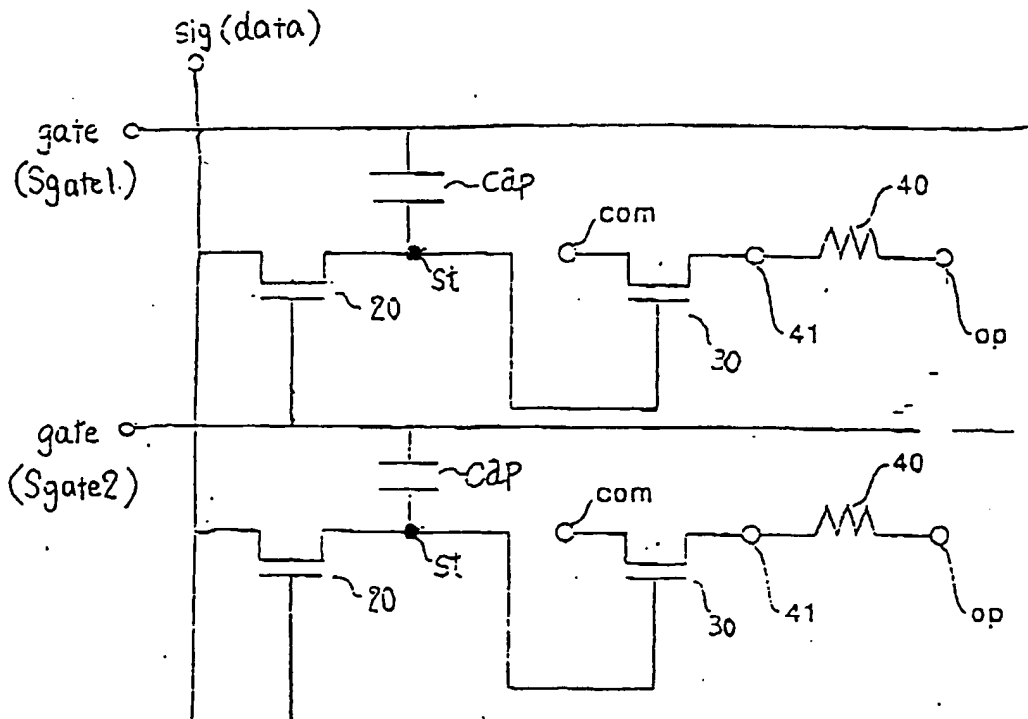 sig (data)
gate
(Sgate1.)
Cap
com
40
St
20
30
41
op
gate
(Sgate2)
Cap
com
40
St
20
30
41
op